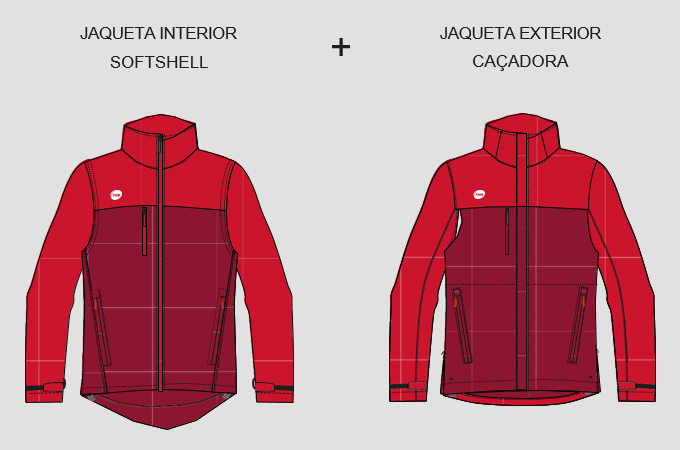 JAQUETA INTERIOR
SOFTSHELL
+
JAQUETA EXTERIOR
CAÇADORA